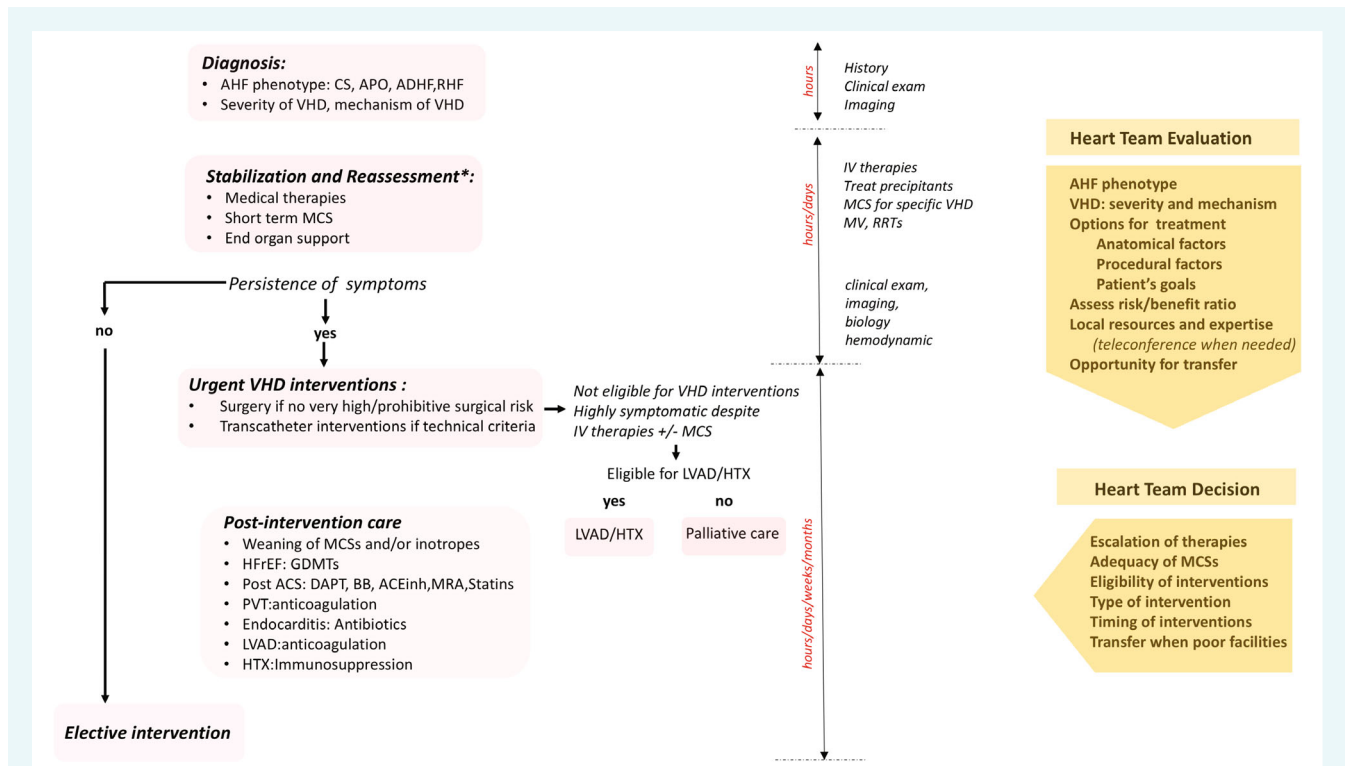 Diagnosis:
• AHF phenotype: CS, APO, ADHF,RHF
• Severity of VHD, mechanism of VHD
Stabilization and Reassessment*:
• Medical therapies
• Short term MCS
• End organ support
Persistence of symptoms
no
yes
Urgent VHD interventions :
• Surgery if no very high/prohibitive surgical risk
• Transcatheter interventions if technical criteria
Not eligible for VHD interventions
Highly symptomatic despite
IV therapies +/- MCS
Eligible for LVAD/HTX
yes
no
LVAD/HTX
Palliative care
Post-intervention care
• Weaning of MCSs and/or inotropes
• HFrEF: GDMTs
• Post ACS: DAPT, BB, ACEinh,MRA,Statins
• PVT:anticoagulation
• Endocarditis: Antibiotics
• LVAD:anticoagulation
• HTX:Immunosuppression
Elective intervention
hours
History
Clinical exam
Imaging
hours/days
IV therapies
Treat precipitants
MCS for specific VHD
MV, RRTs
clinical exam,
imaging,
biology
hemodynamic
hours/days/weeks/months
Heart Team Evaluation
AHF phenotype
VHD: severity and mechanism
Options for treatment
Anatomical factors
Procedural factors
Patient's goals
Assess risk/benefit ratio
Local resources and expertise
(teleconference when needed)
Opportunity for transfer
Heart Team Decision
Escalation of therapies
Adequacy of MCSs
Eligibility of interventions
Type of intervention
Timing of interventions
Transfer when poor facilities